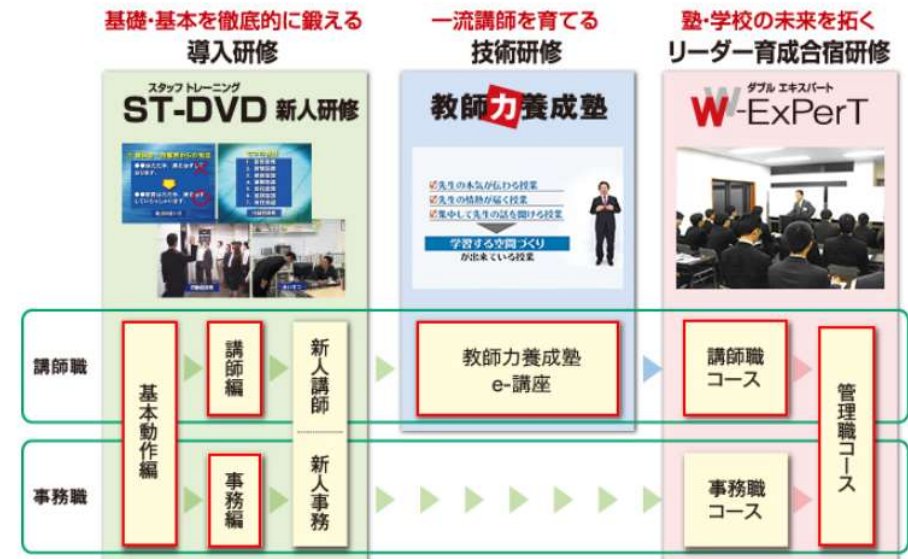 基礎・基本を徹底的に鍛える
導入研修
一流講師を育てる
技術研修
塾・学校の未来を拓く
リーダー育成合宿研修
スタッフ トレーニング
ST-DVD 新人研修
教師力養成塾
ダブル エキスパート
W-ExPerT
☑先生の本気が伝わる授業
☑先生の情熱が届く授業
☑集中して先生の話を聞ける授業
学習する空間づくり
が出来ている授業
講師職
基本動作編
講師編
新人講師
教師力養成塾
e-講座
講師職
コース
管理職コース
事務職
事務編
新人事務
事務職
コース